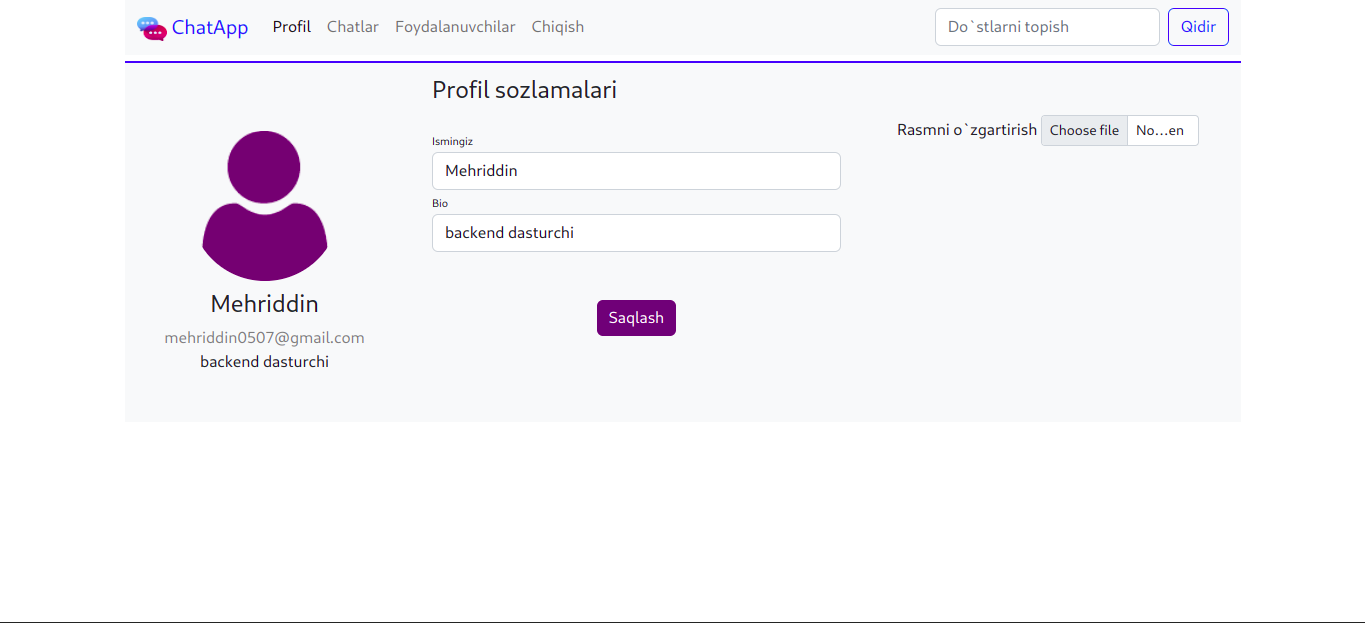 ChatApp Profil Chatlar Foydalanuvchilar Chiqish Do`stlarni topish Qidir
Profil sozlamalari
Rasmni o`zgartirish Choose file No...en
Ismingiz
Mehriddin
Bio
backend dasturchi
Saqlash
Mehriddin
mehriddin0507@gmail.com
backend dasturchi